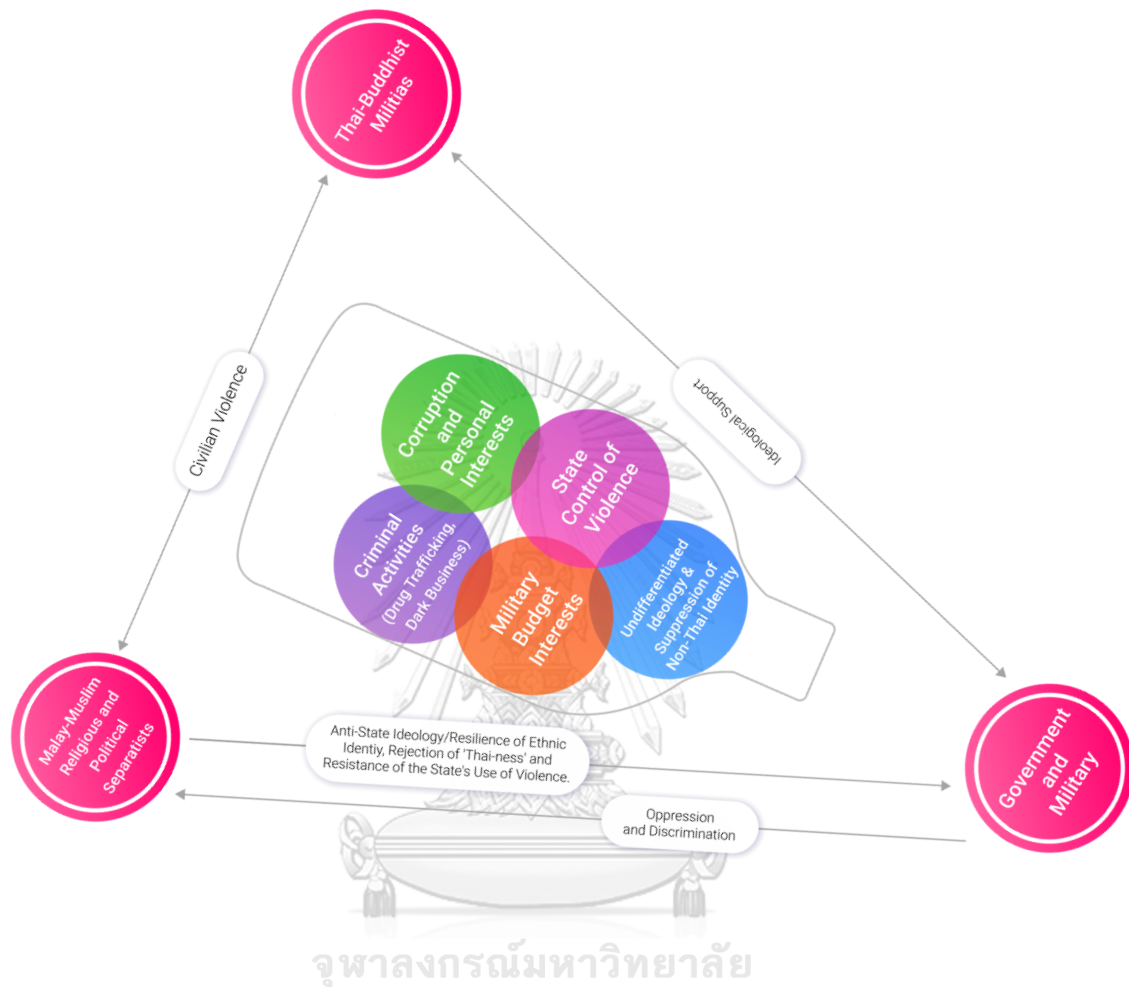 Thai-Buddhist
Militias
Civilian Violence
Ideological Support
Corruption
and
Personal
Interests
State
Control of
Violence
Criminal
Activities
(Drug Trafficking,
Dark Business)
Military
Budget
Interests
Undifferentiated
Ideology &
Suppression of
Non-Thai Identity
Malay-Muslim
Religious and
Political
Separatists
Anti-State Ideology/Resilience of Ethnic
Identiy, Rejection of 'Thai-ness' and
Resistance of the State's Use of Violence.
Government
and
Military
Oppression
and Discrimination
จุฬาลงกรณ์มหาวิทยาลัย